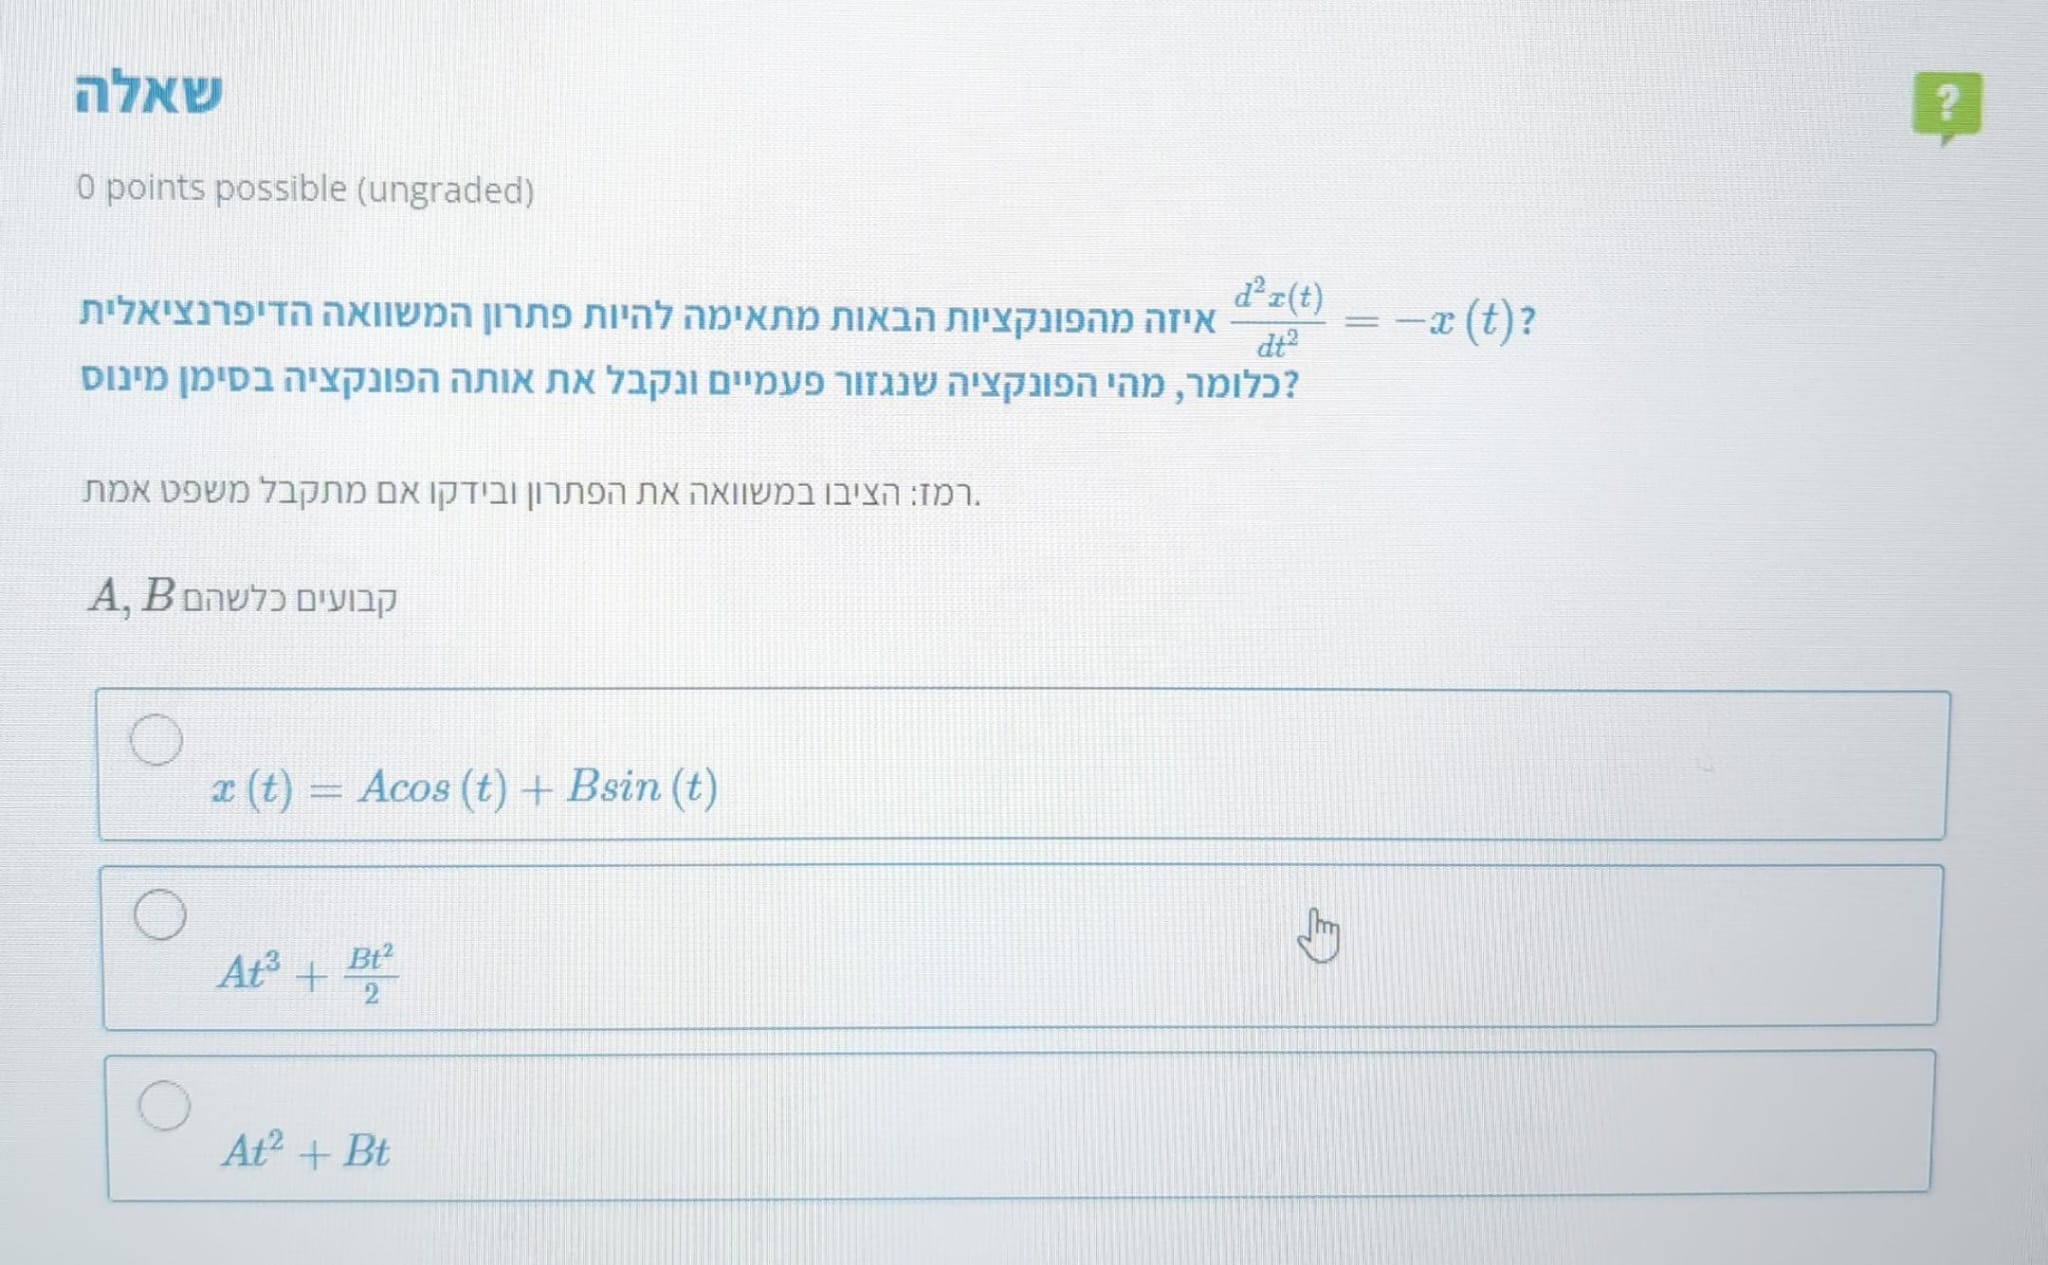 שאלה
?
0 points possible (ungraded)
איזה מהפונקציות הבאות מתאימה להיות פתרון המשוואה הדיפרנציאלית $\frac{d^2x(t)}{dt^2} = -x(t)$?
כלומר, מהי הפונקציה שנגזור פעמיים ונקבל את אותה הפונקציה בסימן מינוס?
רמז: הציבו במשוואה את הפתרון ובידקו אם מתקבל משפט אמת.
A, B קבועים כלשהם
x(t) = Acos(t) + Bsin(t)
$At^3 + \frac{Bt^2}{2}$
$At^2 + Bt$